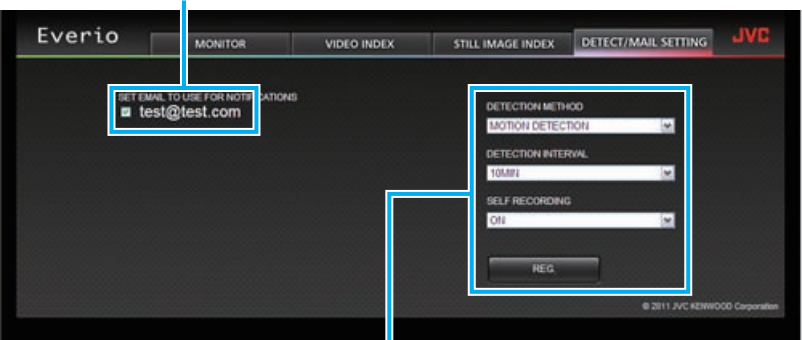 Everio
MONITOR
VIDEO INDEX
STILL IMAGE INDEX
DETECT/MAIL SETTING
JVC
SET EMAIL TO USE FOR NOTIFICATIONS
test@test.com
DETECTION METHOD
MOTION DETECTION
DETECTION INTERVAL
10MIN
SELF RECORDING
ON
REG.
© 2011 JVC KENWOOD Corporation